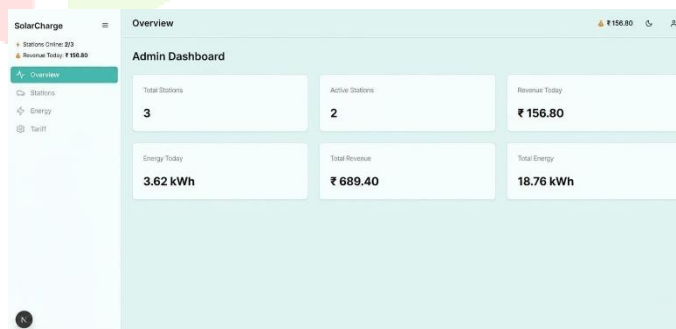 SolarCharge
Stations Online: 2/3
Revenue Today: ₹ 156.80
Overview
Stations
Energy
Tariff
N
Overview
₹ 156.80
Admin Dashboard
Total Stations
3
Active Stations
2
Revenue Today
₹ 156.80
Energy Today
3.62 kWh
Total Revenue
₹ 689.40
Total Energy
18.76 kWh